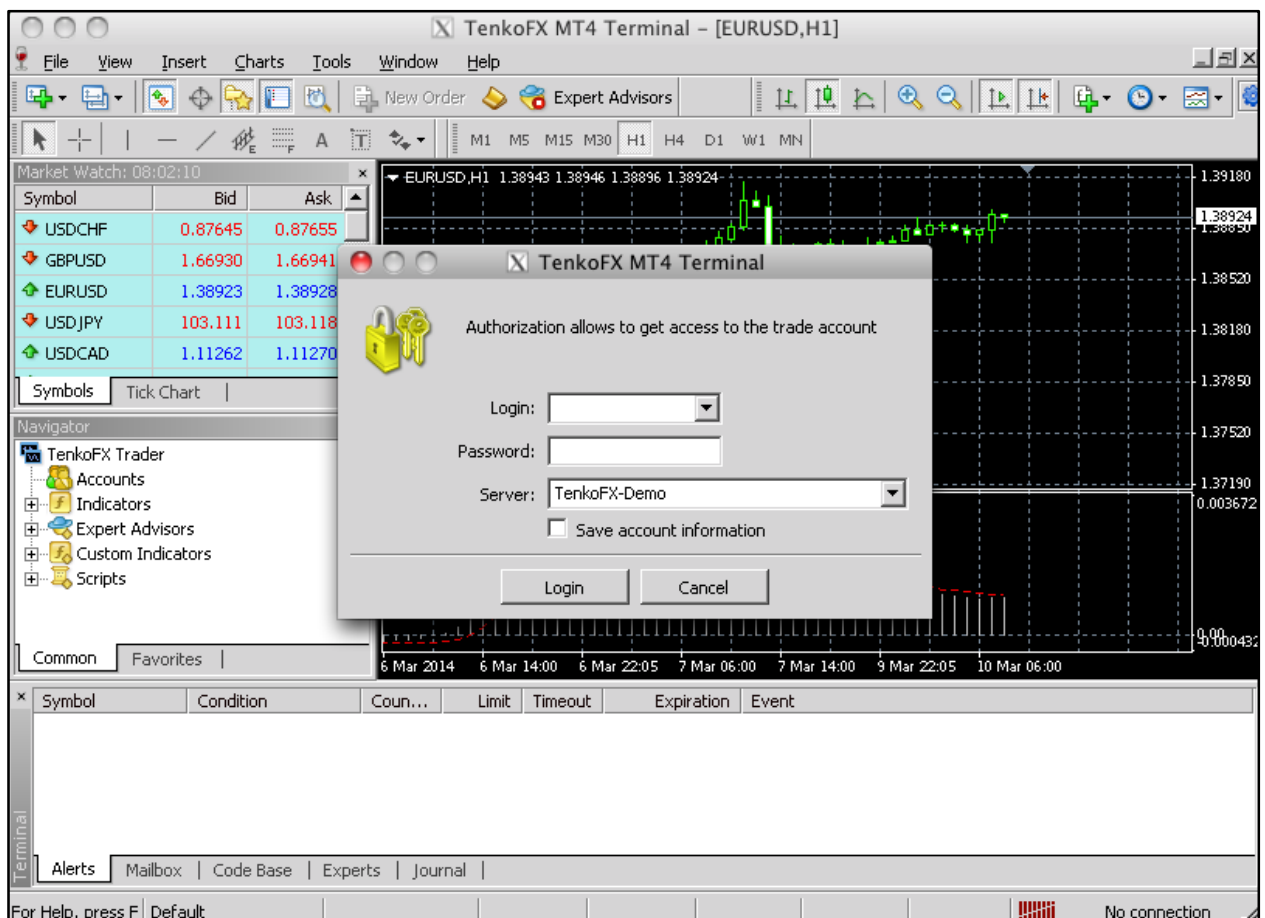 TenkoFX MT4 Terminal – [EURUSD,H1]
File View Insert Charts Tools Window Help
New Order Expert Advisors
E F A T M1 M5 M15 M30 H1 H4 D1 W1 MN
Market Watch: 08:02:10
Symbol Bid Ask
USDCHF 0.87645 0.87655
GBPUSD 1.66930 1.66941
EURUSD 1.38923 1.38928
USDJPY 103.111 103.118
USDCAD 1.11262 1.11270
Symbols Tick Chart
Navigator
TenkoFX Trader
Accounts
Indicators
Expert Advisors
Custom Indicators
Scripts
Common Favorites
EURUSD,H1 1.38943 1.38946 1.38896 1.38924
1.39180
1.38924
1.38850
1.38520
1.38180
1.37850
1.37520
1.37190
0.003672
0.00
-0.000432
6 Mar 2014 6 Mar 14:00 6 Mar 22:05 7 Mar 06:00 7 Mar 14:00 9 Mar 22:05 10 Mar 06:00
TenkoFX MT4 Terminal
Authorization allows to get access to the trade account
Login:
Password:
Server: TenkoFX-Demo
Save account information
Login Cancel
Symbol Condition Coun... Limit Timeout Expiration Event
Terminal
Alerts Mailbox Code Base Experts Journal
For Help, press F Default No connection